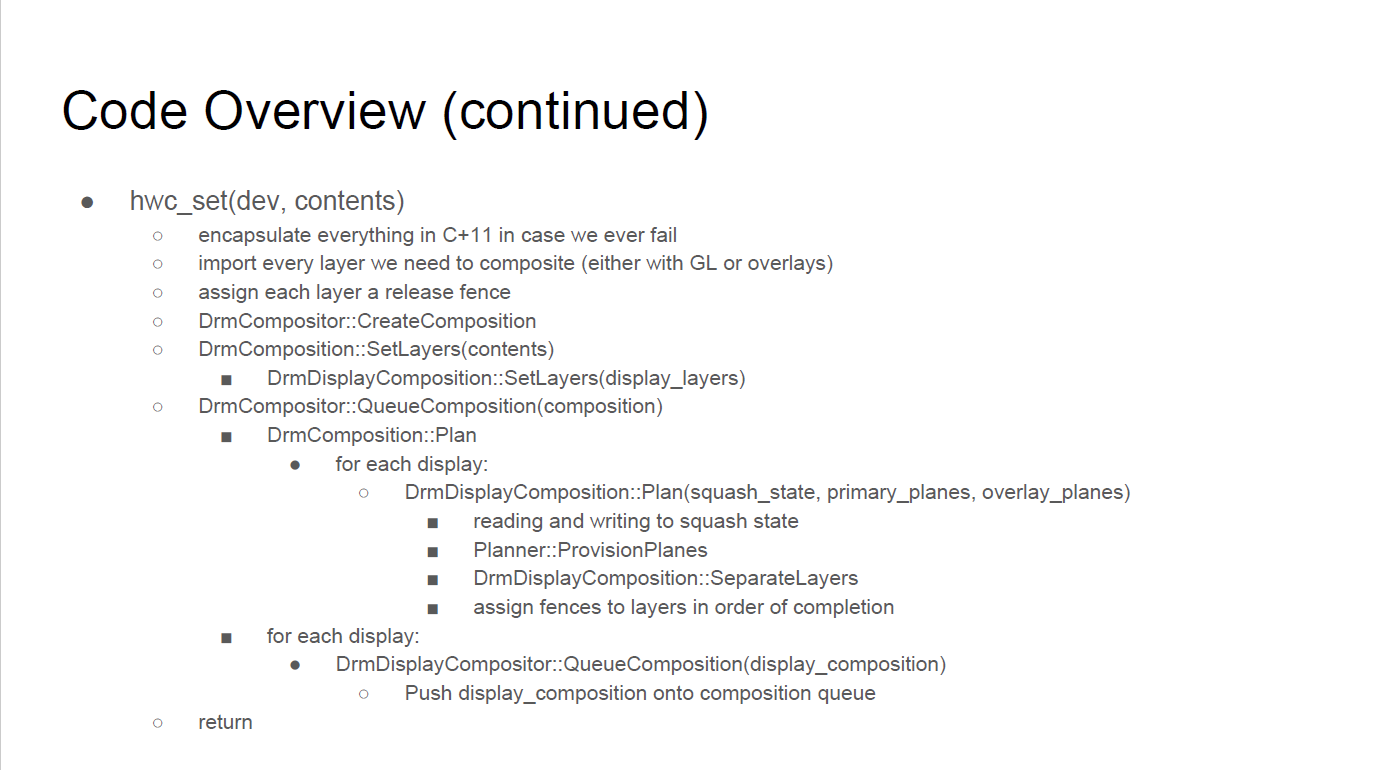 Code Overview (continued)
● hwc_set(dev, contents)
○ encapsulate everything in C+11 in case we ever fail
○ import every layer we need to composite (either with GL or overlays)
○ assign each layer a release fence
○ DrmCompositor::CreateComposition
○ DrmComposition::SetLayers(contents)
■ DrmDisplayComposition::SetLayers(display_layers)
○ DrmCompositor::QueueComposition(composition)
■ DrmComposition::Plan
● for each display:
○ DrmDisplayComposition::Plan(squash_state, primary_planes, overlay_planes)
■ reading and writing to squash state
■ Planner::ProvisionPlanes
■ DrmDisplayComposition::SeparateLayers
■ assign fences to layers in order of completion
■ for each display:
● DrmDisplayCompositor::QueueComposition(display_composition)
○ Push display_composition onto composition queue
○ return